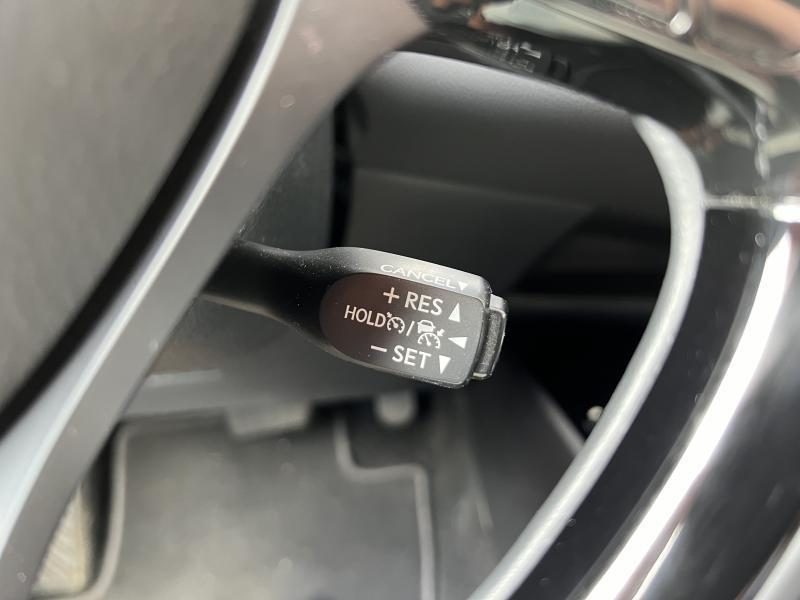 CANCEL▼
+ RES ▲
HOLD /
− SET ▼